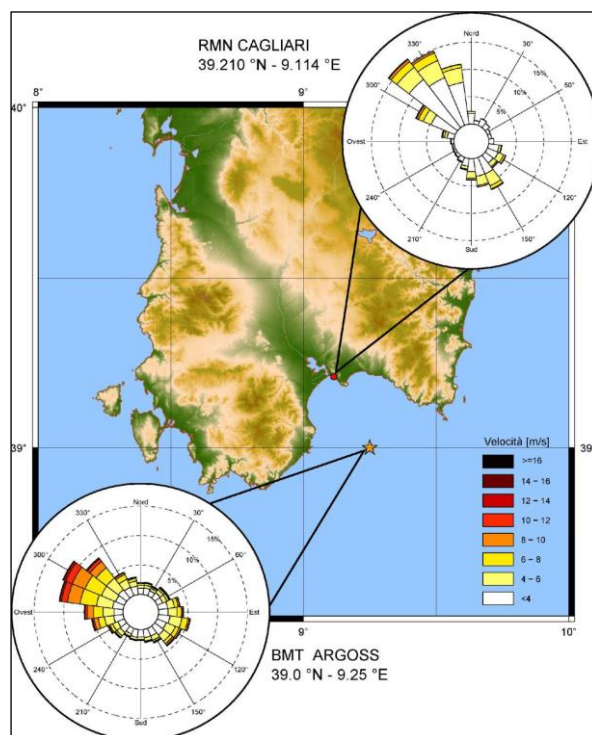 RMN CAGLIARI
39.210 °N - 9.114 °E
8°
9°
40°
Nord
330°
30°
300°
60°
15%
10%
5%
Ovest
Est
240°
120°
210°
150°
Sud
39°
39°
Velocità [m/s]
>=16
14 - 16
12 - 14
10 - 12
8 - 10
6 - 8
4 - 6
<4
Nord
330°
30°
300°
60°
15%
10%
5%
Ovest
Est
240°
120°
210°
150°
Sud
9°
10°
BMT ARGOSS
39.0 °N - 9.25 °E